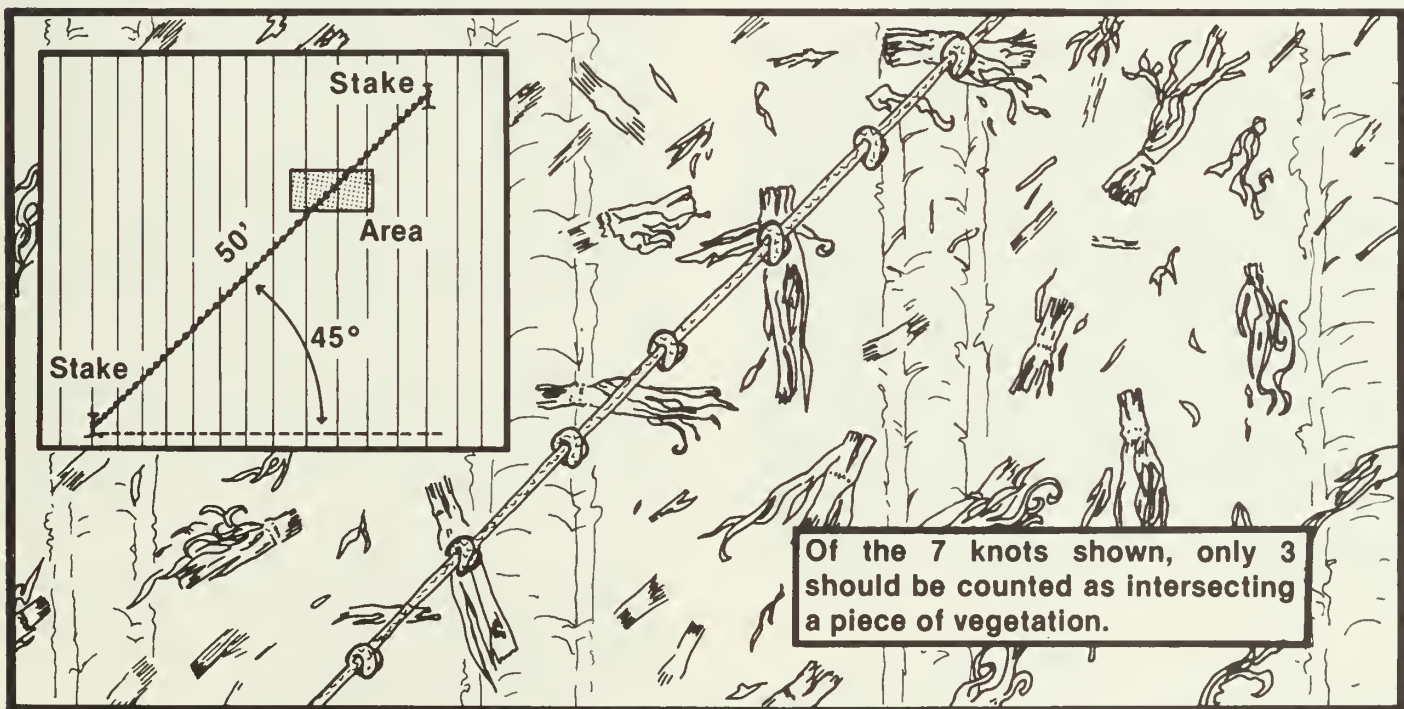 Stake
Area
50'
45°
Stake
Of the 7 knots shown, only 3
should be counted as intersecting
a piece of vegetation.